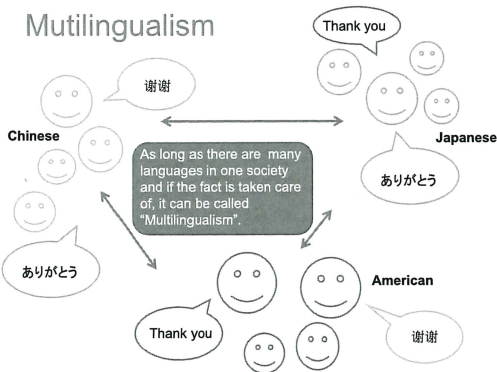 Mutilingualism
Thank you
谢谢
Chinese
Japanese
As long as there are many
languages in one society
and if the fact is taken care
of, it can be called
“Multilingualism”.
ありがとう
ありがとう
American
Thank you
谢谢